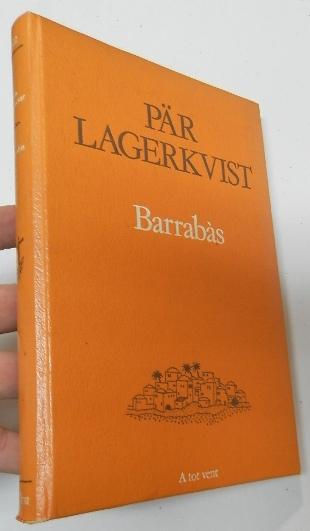 PÄR
LAGERKVIST
Barrabàs
A tot vent